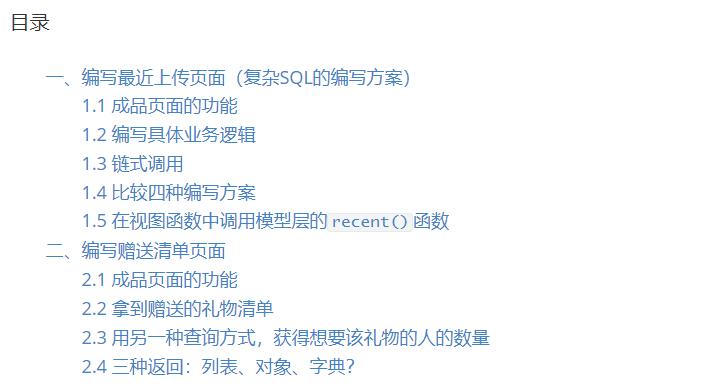 目录
一、编写最近上传页面（复杂SQL的编写方案）
1.1 成品页面的功能
1.2 编写具体业务逻辑
1.3 链式调用
1.4 比较四种编写方案
1.5 在视图函数中调用模型层的recent()函数
二、编写赠送清单页面
2.1 成品页面的功能
2.2 拿到赠送的礼物清单
2.3 用另一种查询方式，获得想要该礼物的人的数量
2.4 三种返回：列表、对象、字典？